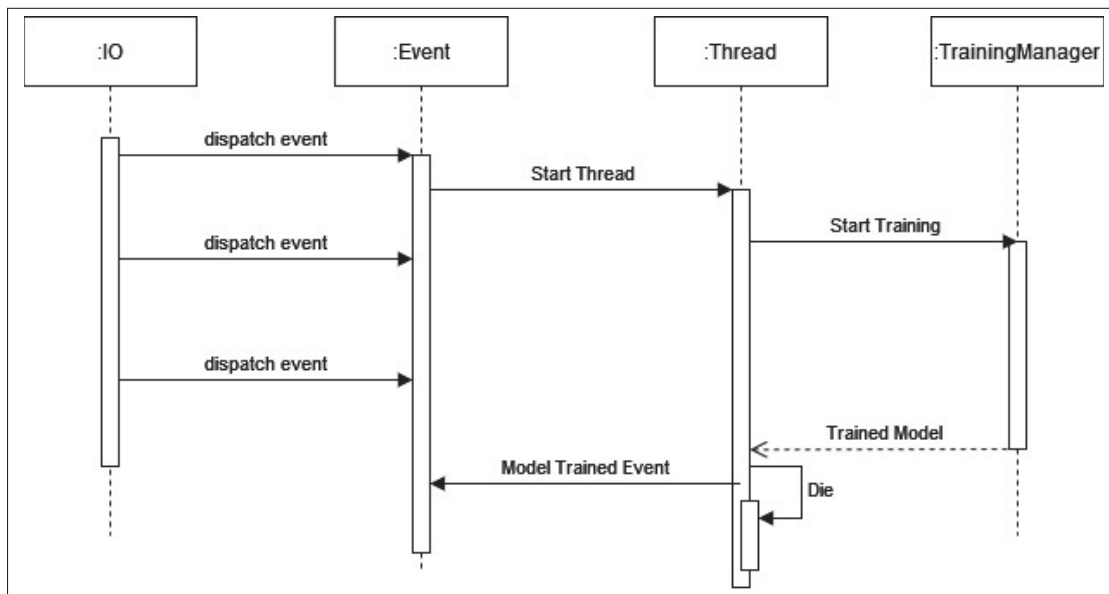 :IO
:Event
:Thread
:TrainingManager
dispatch event
Start Thread
Start Training
dispatch event
dispatch event
Trained Model
Model Trained Event
Die